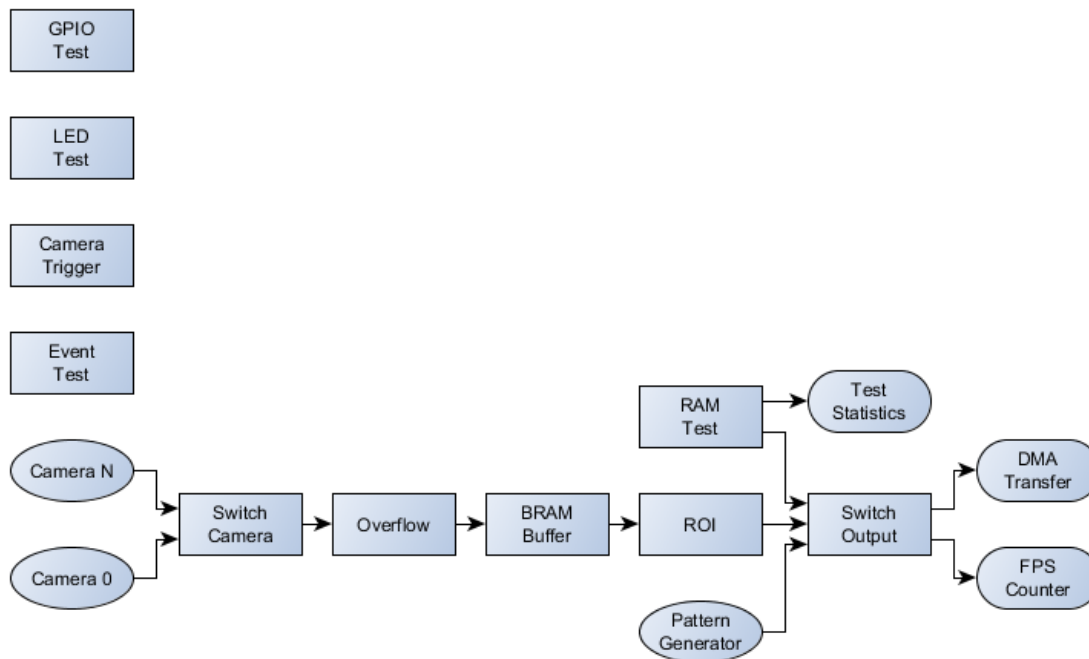 GPIO
Test
LED
Test
Camera
Trigger
Event
Test
RAM
Test
Test
Statistics
Camera N
DMA
Transfer
Switch
Camera
Overflow
BRAM
Buffer
ROI
Switch
Output
Camera 0
FPS
Counter
Pattern
Generator